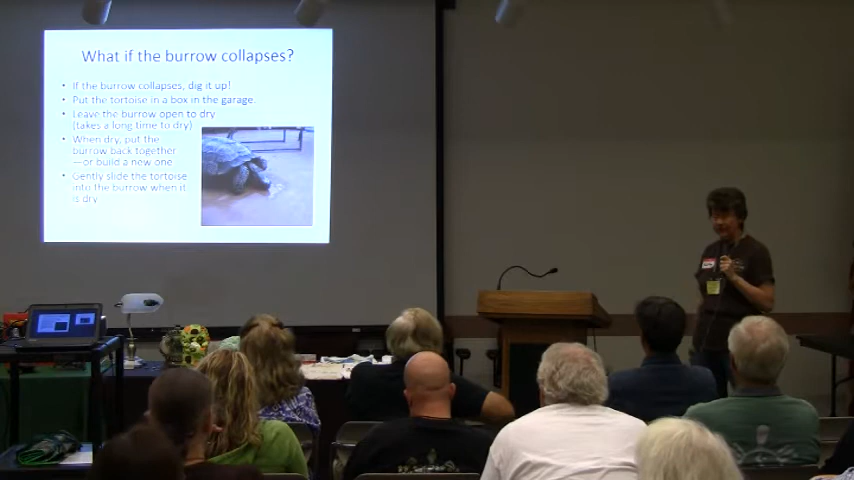 What if the burrow collapses?
• If the burrow collapses, dig it up!
• Put the tortoise in a box in the garage.
• Leave the burrow open to dry
(takes a long time to dry)
• When dry, put the
burrow back together
—or build a new one
• Gently slide the tortoise
into the burrow when it
is dry